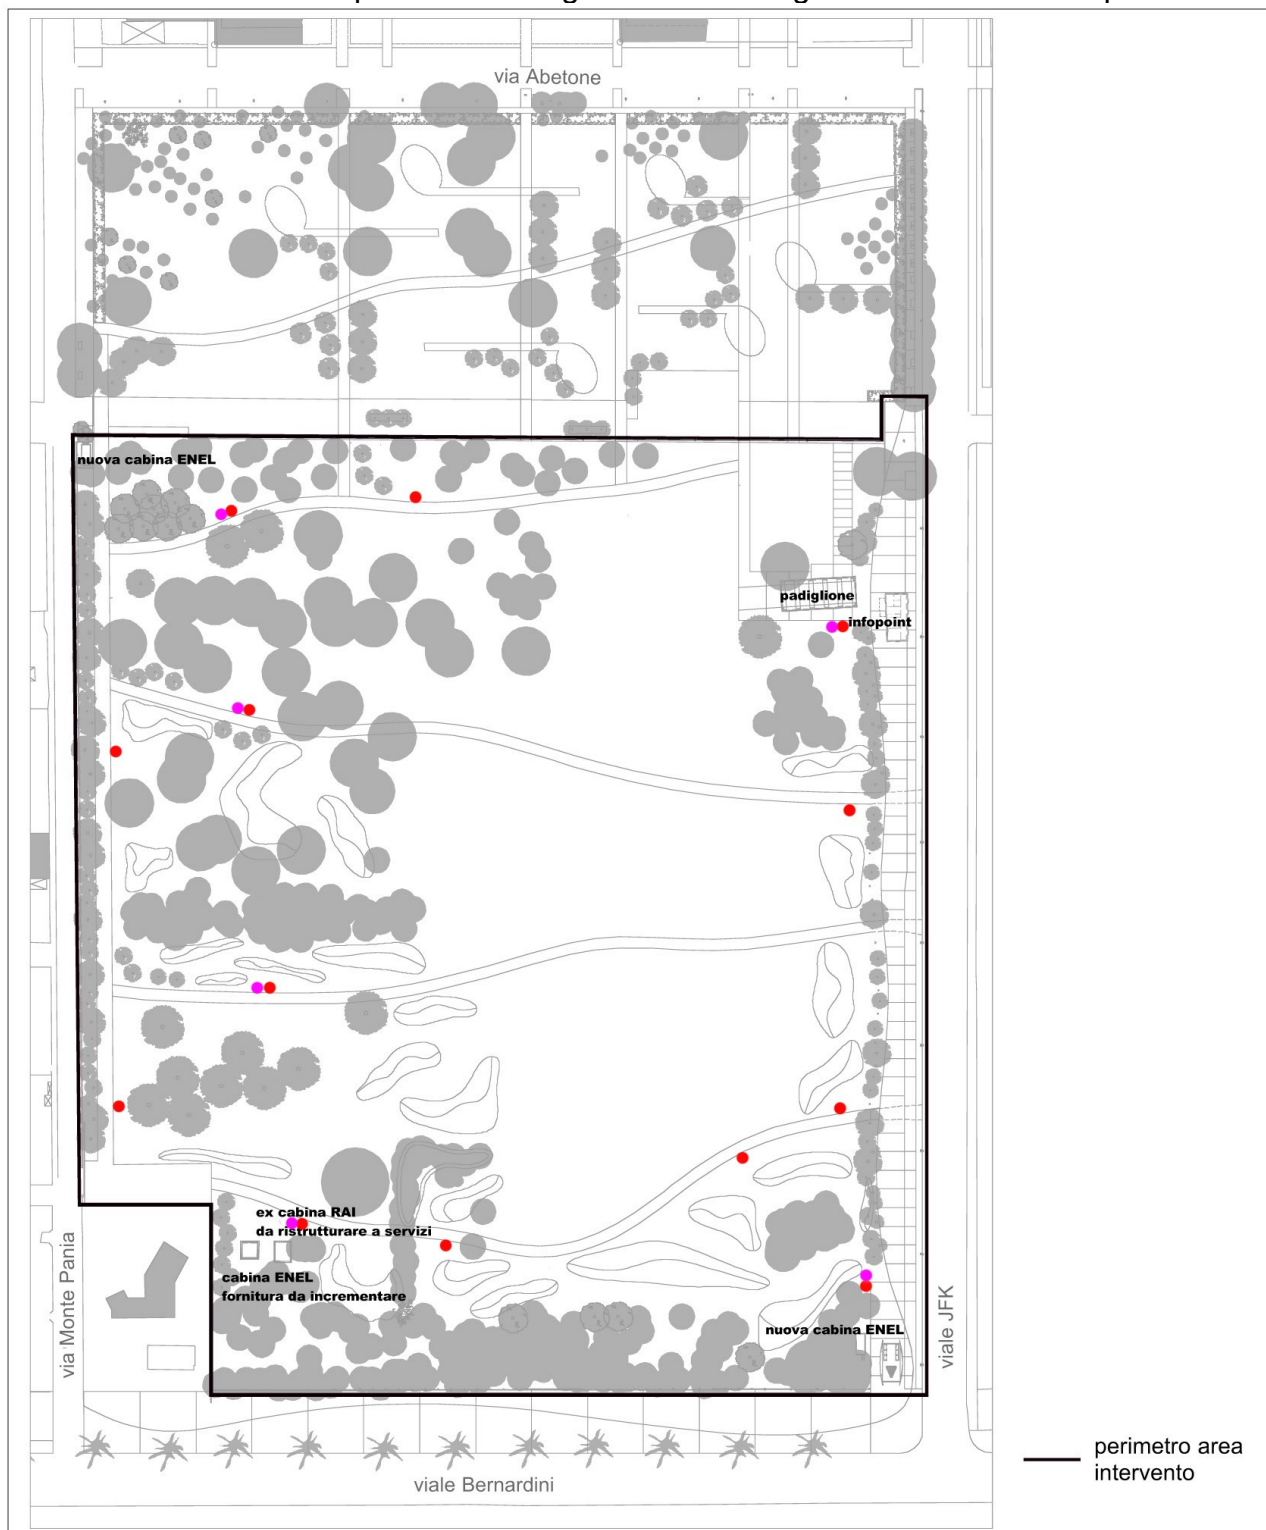 via Abetone
nuova cabina ENEL
padiglione
infopoint
ex cabina RAI
da ristrutturare a servizi
cabina ENEL
fornitura da incrementare
nuova cabina ENEL
via Monte Pania
viale JFK
perimetro area
intervento
viale Bernardini